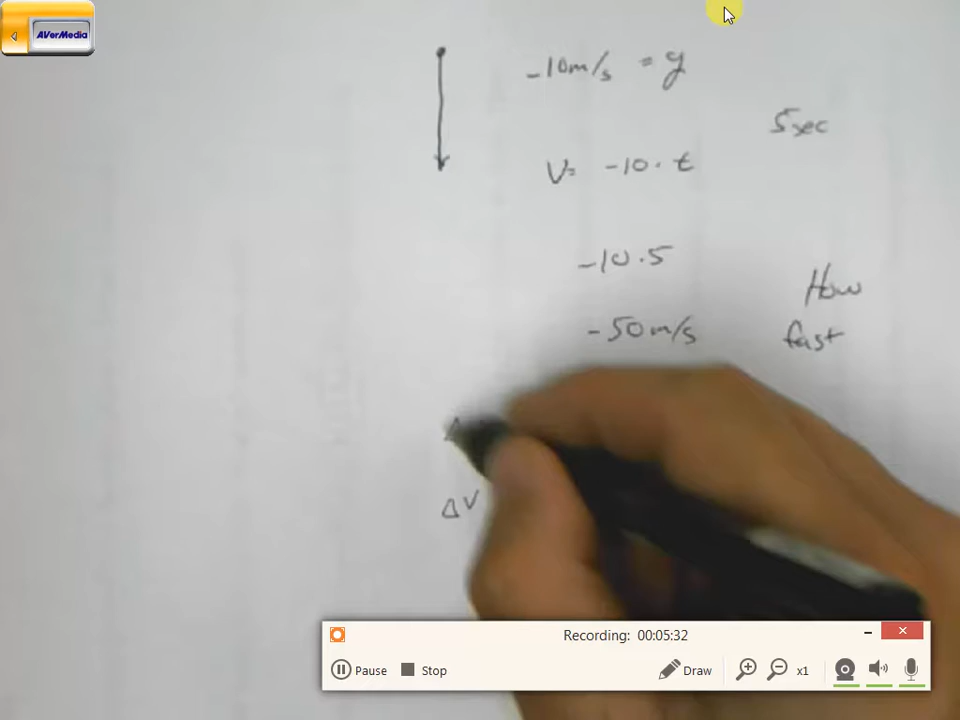 AVerMedia
-10m/s = g
5sec
V= -10·t
-10.5
How
-50m/s
fast
Δ
ΔV
Recording: 00:05:32
Pause
Stop
Draw
x1